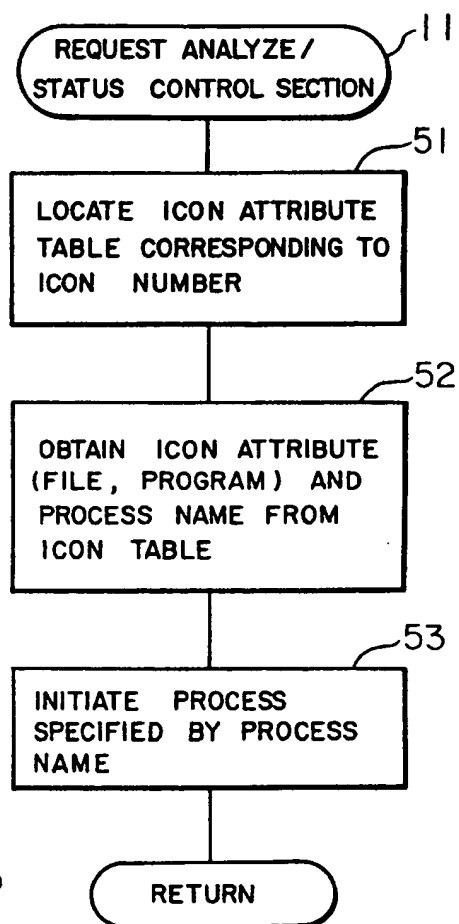 REQUEST ANALYZE/
STATUS CONTROL SECTION
11
51
LOCATE ICON ATTRIBUTE
TABLE CORRESPONDING TO
ICON NUMBER
52
OBTAIN ICON ATTRIBUTE
(FILE, PROGRAM) AND
PROCESS NAME FROM
ICON TABLE
53
INITIATE PROCESS
SPECIFIED BY PROCESS
NAME
RETURN